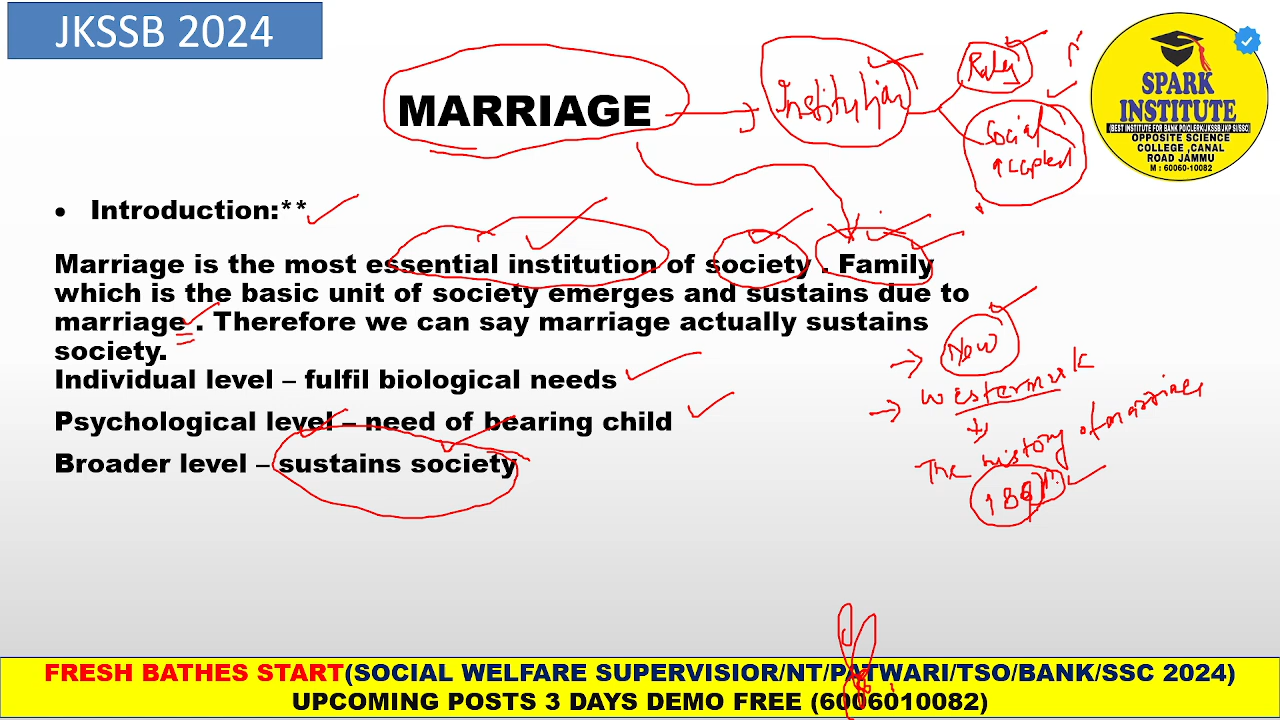 JKSSB 2024
MARRIAGE
Institution
Rules
Social
accepted
SPARK
INSTITUTE
(BEST INSTITUTE FOR BANK PO/CLERK/JKSSB/JKP SI/SSC)
OPPOSITE SCIENCE
COLLEGE ,CANAL
ROAD JAMMU
M : 60060-10082
• Introduction:**
Marriage is the most essential institution of society . Family
which is the basic unit of society emerges and sustains due to
marriage . Therefore we can say marriage actually sustains
society.
Individual level – fulfil biological needs
Psychological level – need of bearing child
Broader level – sustains society
New
Westermark
The history of marriage
FRESH BATHES START(SOCIAL WELFARE SUPERVISIOR/NT/PATWARI/TSO/BANK/SSC 2024)
UPCOMING POSTS 3 DAYS DEMO FREE (6006010082)